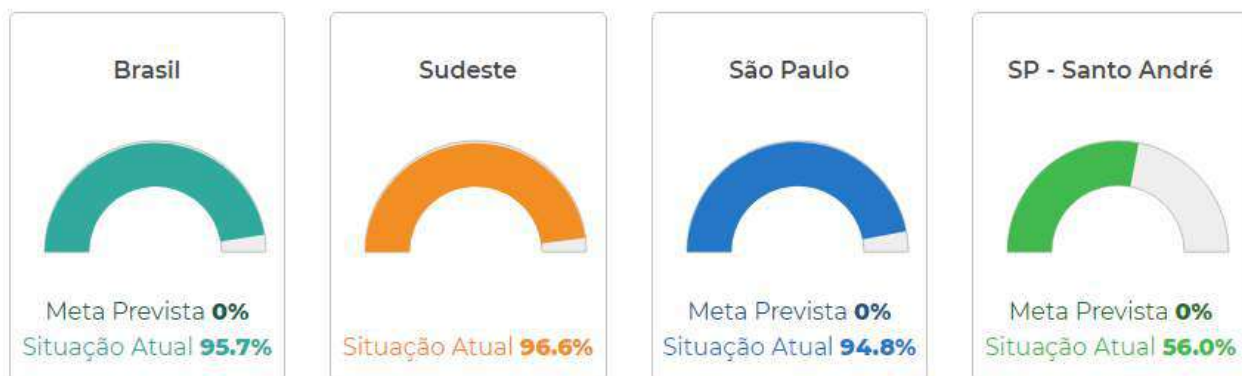 Brasil
Meta Prevista 0%
Situação Atual 95.7%
Sudeste
Situação Atual 96.6%
São Paulo
Meta Prevista 0%
Situação Atual 94.8%
SP - Santo André
Meta Prevista 0%
Situação Atual 56.0%